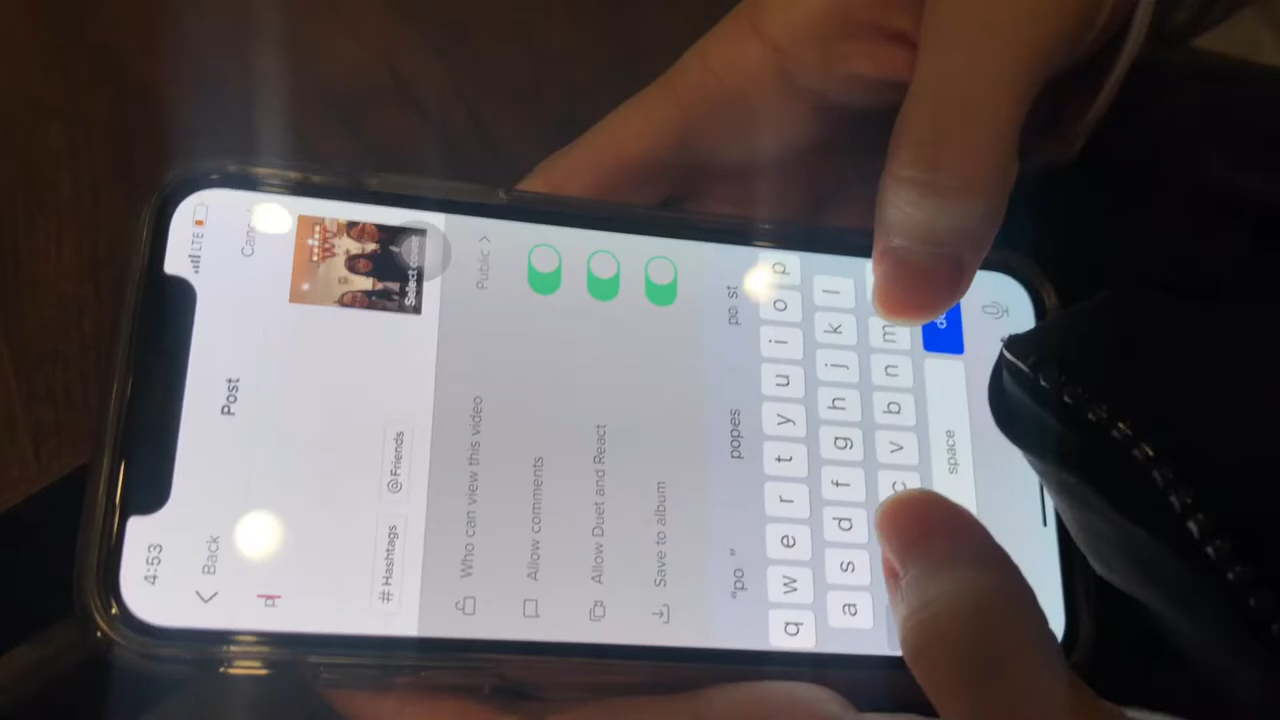 4:53
LTE
Back
Post
p
Select cover
# Hashtags
@Friends
Who can view this video
Public >
Allow comments
Allow Duet and React
Save to album
"po" popes po st
q w e r t y u i o p
a s d f g h j k l
c v b n m
space